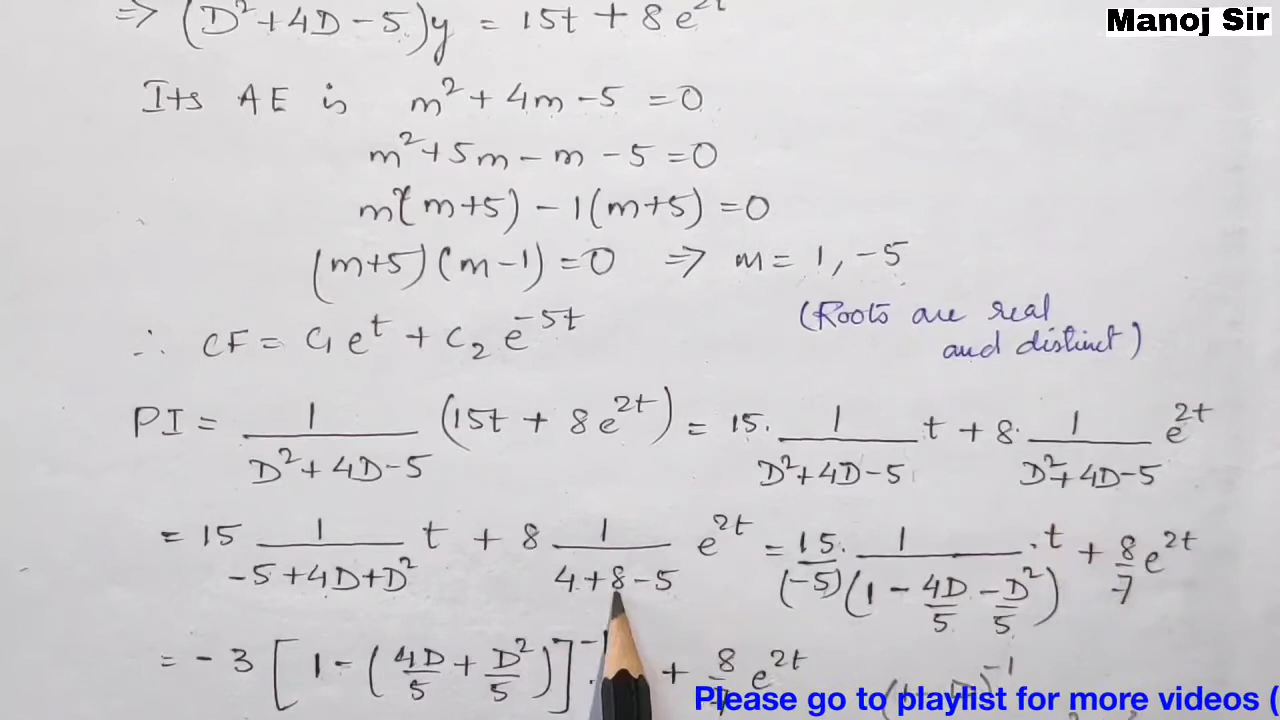 Manoj Sir
⇒ (D²+4D-5)y = 15t + 8e^2t
Its AE is m² + 4m - 5 = 0
m² + 5m - m - 5 = 0
m(m+5) - 1(m+5) = 0
(m+5)(m-1) = 0 ⇒ m = 1, -5
(Roots are real
and distinct)
∴ CF = C₁e^t + C₂e^-5t
PI = 1/(D²+4D-5) (15t + 8e^2t) = 15. 1/(D²+4D-5) t + 8. 1/(D²+4D-5) e^2t
= 15 1/(-5+4D+D²) t + 8 1/(4+8-5) e^2t = 15/(-5). 1/(1 - 4D/5 - D²/5) .t + 8/7 e^2t
= -3 [1 - (4D/5 + D²/5)]^-1 . + 8/7 e^2t
Please go to playlist for more videos (